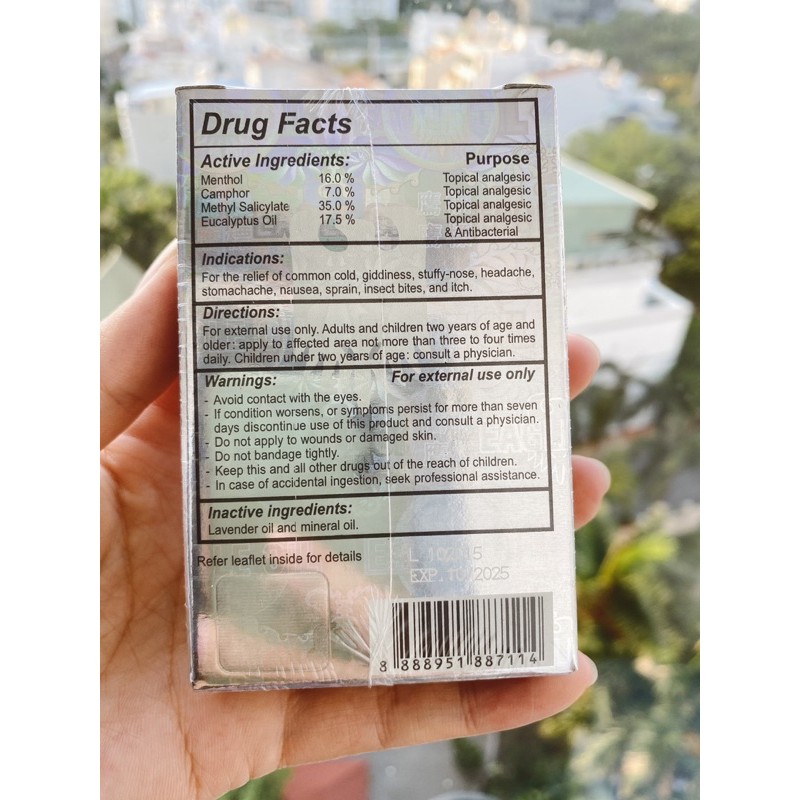 Drug Facts
Active Ingredients: Purpose
Menthol 16.0 % Topical analgesic
Camphor 7.0 % Topical analgesic
Methyl Salicylate 35.0 % Topical analgesic
Eucalyptus Oil 17.5 % Topical analgesic
& Antibacterial
Indications:
For the relief of common cold, giddiness, stuffy-nose, headache,
stomachache, nausea, sprain, insect bites, and itch.
Directions:
For external use only. Adults and children two years of age and
older: apply to affected area not more than three to four times
daily. Children under two years of age: consult a physician.
Warnings: For external use only
- Avoid contact with the eyes.
- If condition worsens, or symptoms persist for more than seven
days discontinue use of this product and consult a physician.
- Do not apply to wounds or damaged skin.
- Do not bandage tightly.
- Keep this and all other drugs out of the reach of children.
- In case of accidental ingestion, seek professional assistance.
Inactive ingredients:
Lavender oil and mineral oil.
Refer leaflet inside for details
EXP. 10/2025
8 888951 887114